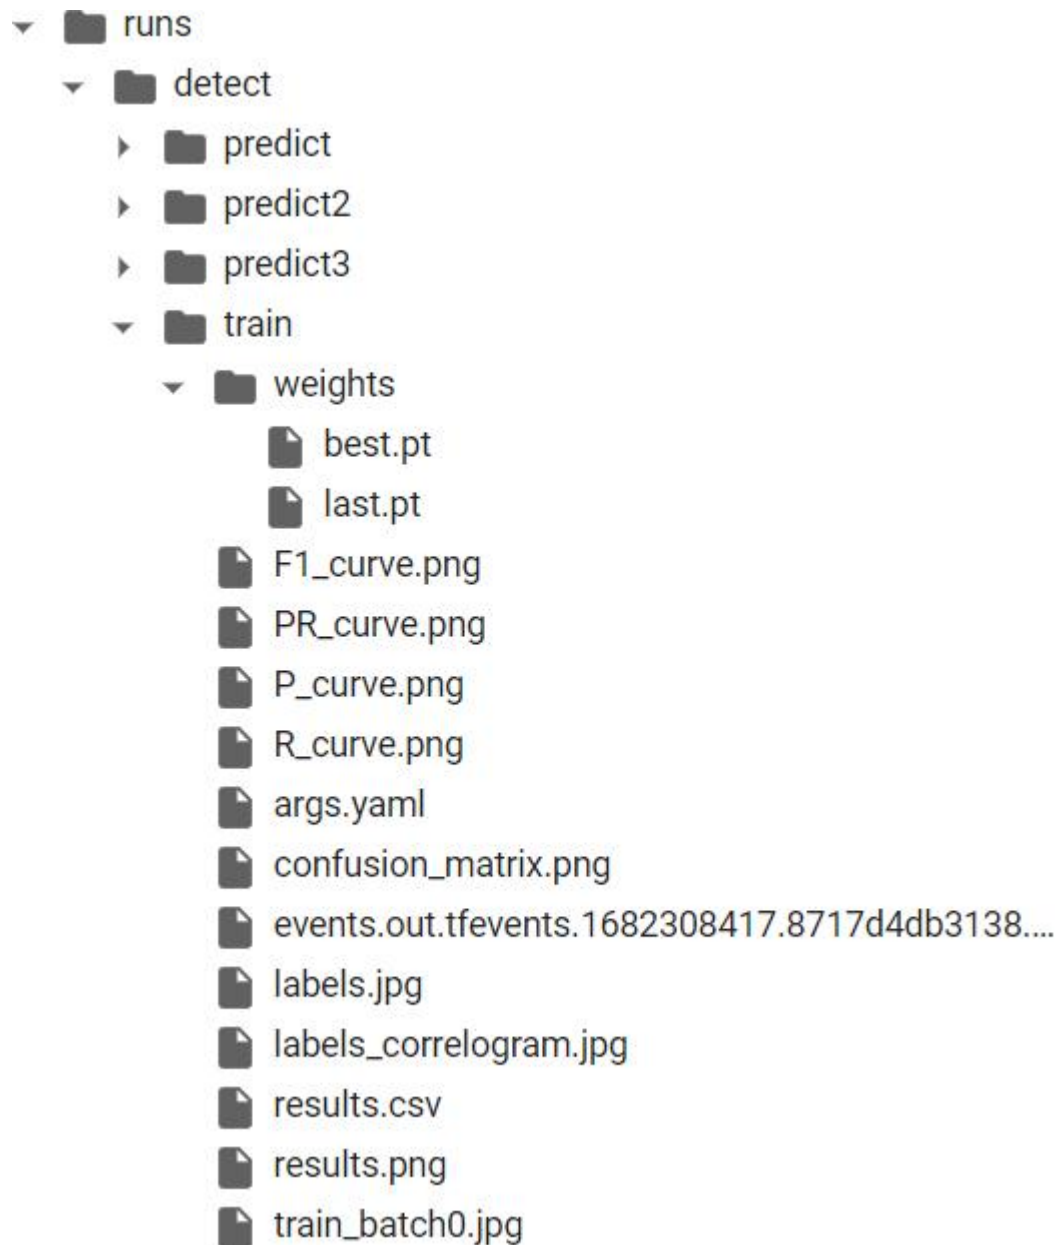 runs
detect
predict
predict2
predict3
train
weights
best.pt
last.pt
F1_curve.png
PR_curve.png
P_curve.png
R_curve.png
args.yaml
confusion_matrix.png
events.out.tfevents.1682308417.8717d4db3138....
labels.jpg
labels_correlogram.jpg
results.csv
results.png
train_batch0.jpg